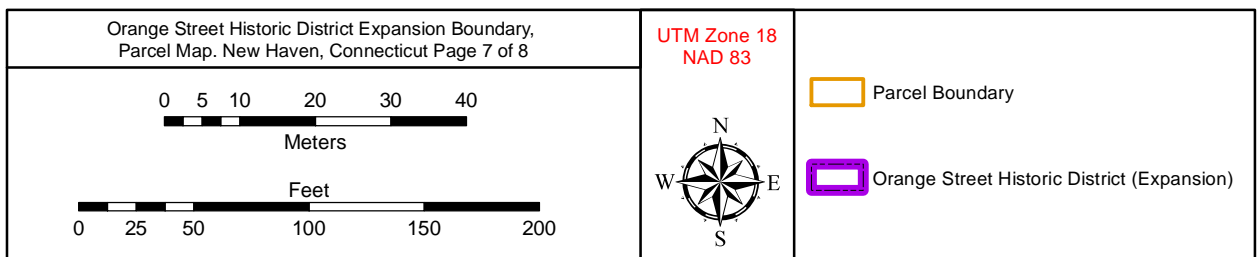 Orange Street Historic District Expansion Boundary,
Parcel Map. New Haven, Connecticut Page 7 of 8
0 5 10 20 30 40
Meters
Feet
0 25 50 100 150 200
UTM Zone 18
NAD 83
N
W E
S
Parcel Boundary
Orange Street Historic District (Expansion)